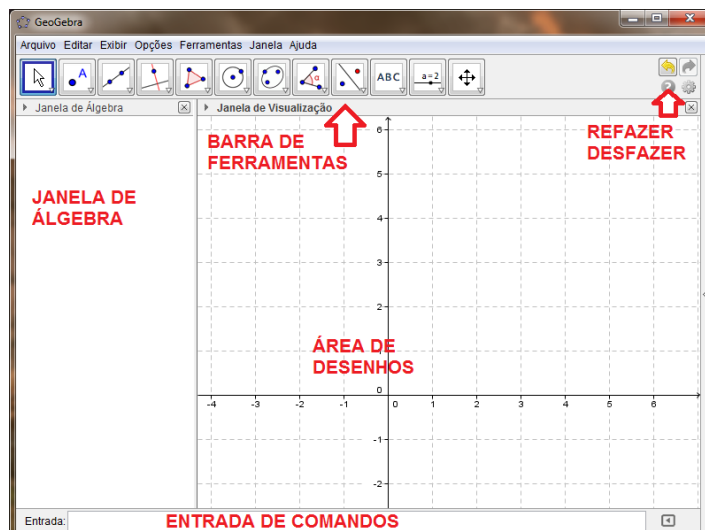 GeoGebra
Arquivo Editar Exibir Opções Ferramentas Janela Ajuda
A
α
ABC
a=2
Janela de Álgebra
Janela de Visualização
BARRA DE
FERRAMENTAS
REFAZER
DESFAZER
JANELA DE
ÁLGEBRA
6
5
4
3
2
1
ÁREA DE
DESENHOS
0
-4 -3 -2 -1 0 1 2 3 4 5 6
-1
-2
Entrada:
ENTRADA DE COMANDOS